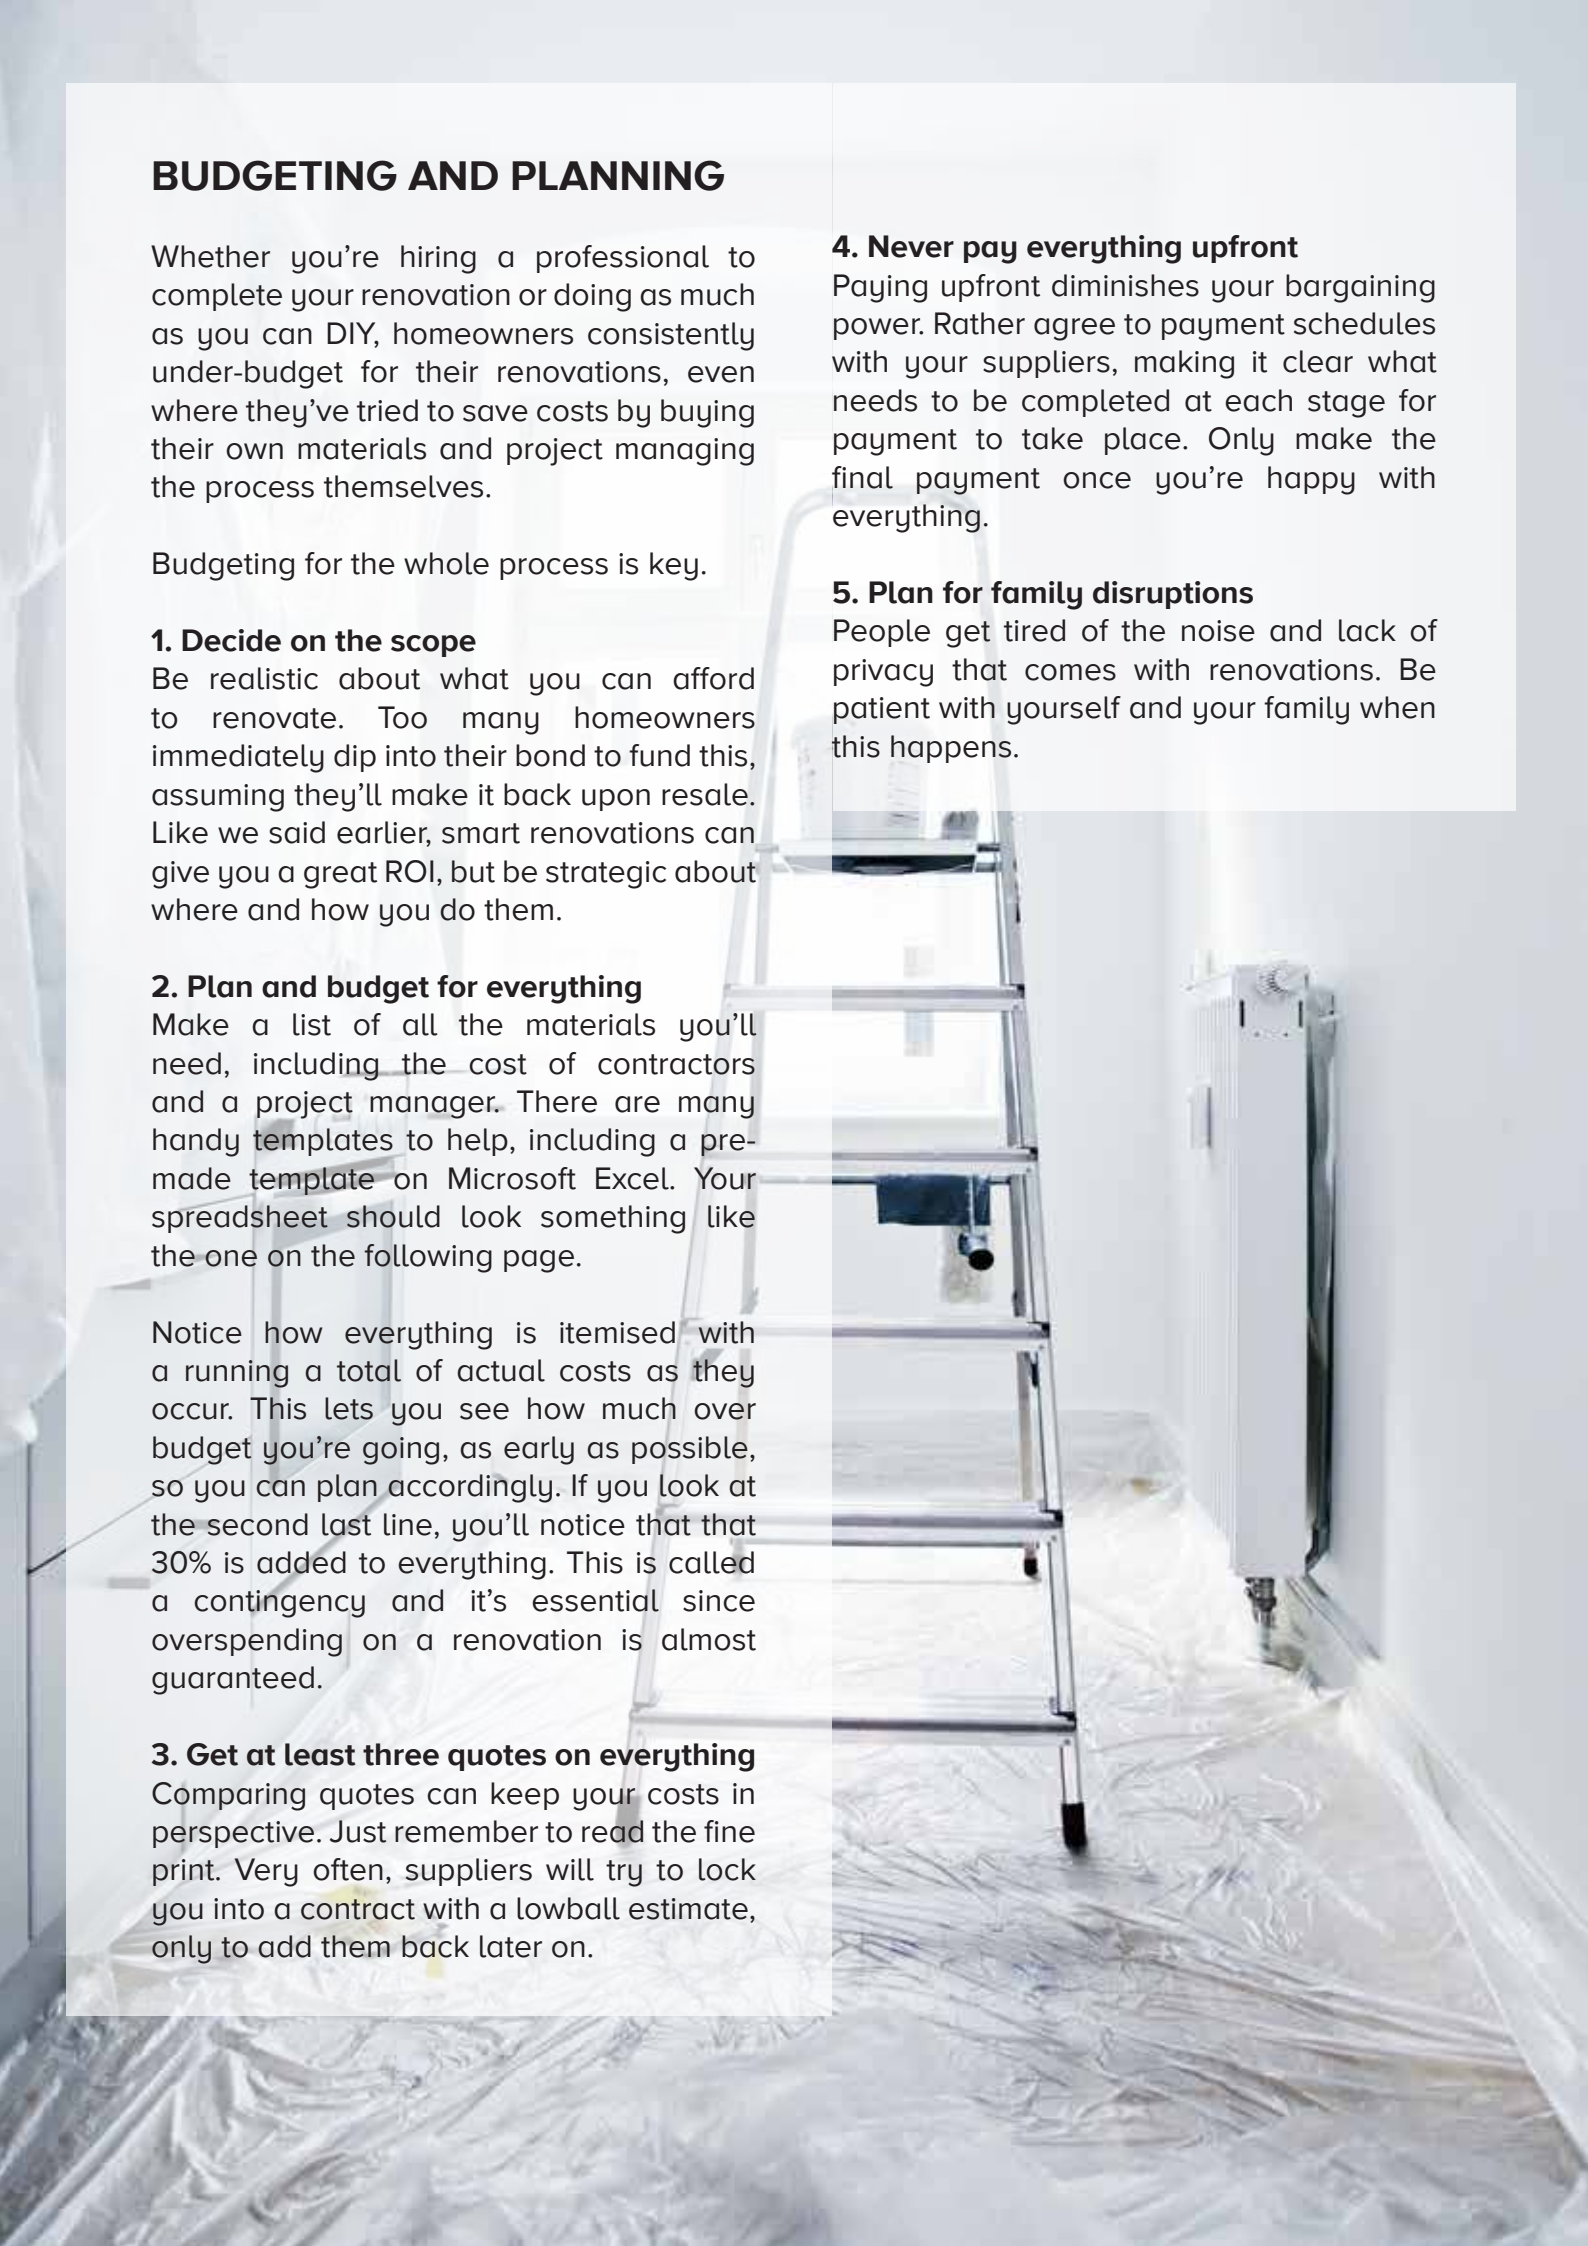 BUDGETING AND PLANNING
Whether you're hiring a professional to
complete your renovation or doing as much
as you can DIY, homeowners consistently
under-budget for their renovations, even
where they've tried to save costs by buying
their own materials and project managing
the process themselves.
Budgeting for the whole process is key.
1. Decide on the scope
Be realistic about what you can afford
to renovate. Too many homeowners
immediately dip into their bond to fund this,
assuming they'll make it back upon resale.
Like we said earlier, smart renovations can
give you a great ROI, but be strategic about
where and how you do them.
2. Plan and budget for everything
Make a list of all the materials you'll
need, including the cost of contractors
and a project manager. There are many
handy templates to help, including a pre-
made template on Microsoft Excel. Your
spreadsheet should look something like
the one on the following page.
Notice how everything is itemised with
a running a total of actual costs as they
occur. This lets you see how much over
budget you're going, as early as possible,
so you can plan accordingly. If you look at
the second last line, you'll notice that that
30% is added to everything. This is called
a contingency and it's essential since
overspending on a renovation is almost
guaranteed.
3. Get at least three quotes on everything
Comparing quotes can keep your costs in
perspective. Just remember to read the fine
print. Very often, suppliers will try to lock
you into a contract with a lowball estimate,
only to add them back later on.
4. Never pay everything upfront
Paying upfront diminishes your bargaining
power. Rather agree to payment schedules
with your suppliers, making it clear what
needs to be completed at each stage for
payment to take place. Only make the
final payment once you're happy with
everything.
5. Plan for family disruptions
People get tired of the noise and lack of
privacy that comes with renovations. Be
patient with yourself and your family when
this happens.